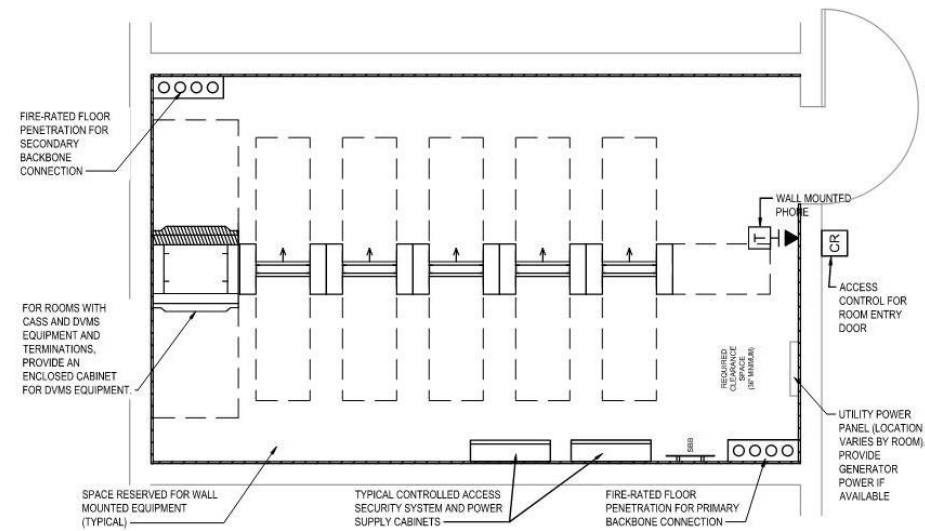 FIRE-RATED FLOOR
PENETRATION FOR
SECONDARY
BACKBONE
CONNECTION
WALL MOUNTED
PHONE
T
CR
ACCESS
CONTROL FOR
ROOM ENTRY
DOOR
FOR ROOMS WITH
CASS AND DVMS
EQUIPMENT AND
TERMINATIONS,
PROVIDE AN
ENCLOSED CABINET
FOR DVMS EQUIPMENT.
REQUIRED
CLEARANCE
SPACE
(36" MINIMUM)
UTILITY POWER
PANEL (LOCATION
VARIES BY ROOM).
PROVIDE
GENERATOR
POWER IF
AVAILABLE
SBB
SPACE RESERVED FOR WALL
MOUNTED EQUIPMENT
(TYPICAL)
TYPICAL CONTROLLED ACCESS
SECURITY SYSTEM AND POWER
SUPPLY CABINETS
FIRE-RATED FLOOR
PENETRATION FOR PRIMARY
BACKBONE CONNECTION